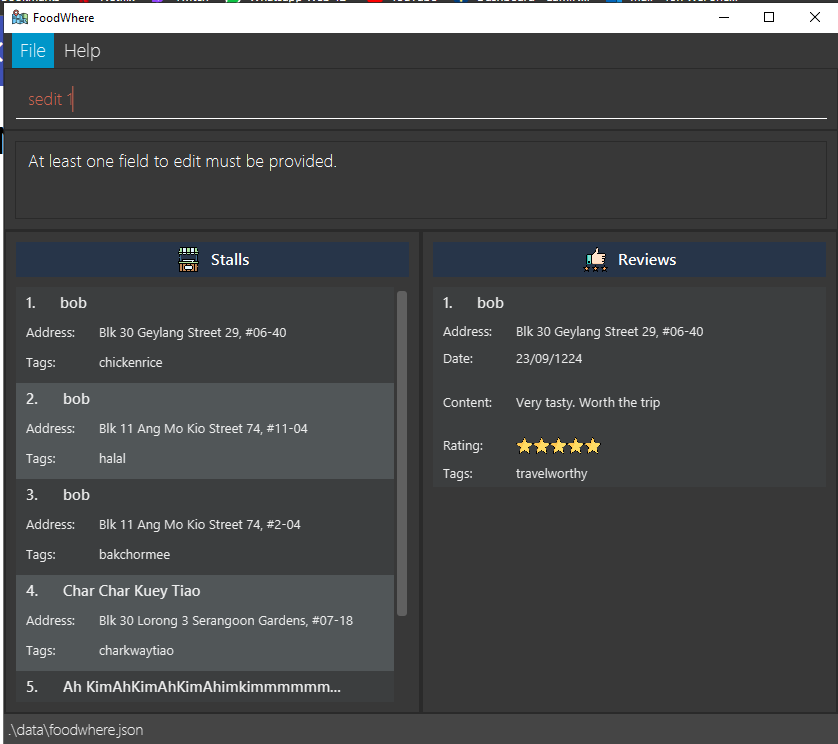 FoodWhere
File Help
sedit 1
At least one field to edit must be provided.
Stalls
1. bob
Address: Blk 30 Geylang Street 29, #06-40
Tags: chickenrice
2. bob
Address: Blk 11 Ang Mo Kio Street 74, #11-04
Tags: halal
3. bob
Address: Blk 11 Ang Mo Kio Street 74, #2-04
Tags: bakchormee
4. Char Char Kuey Tiao
Address: Blk 30 Lorong 3 Serangoon Gardens, #07-18
Tags: charkwaytiao
5. Ah KimAhKimAhKimAhimkimmmmmm...
Reviews
1. bob
Address: Blk 30 Geylang Street 29, #06-40
Date: 23/09/1224
Content: Very tasty. Worth the trip
Rating:
Tags: travelworthy
.\data\foodwhere.json